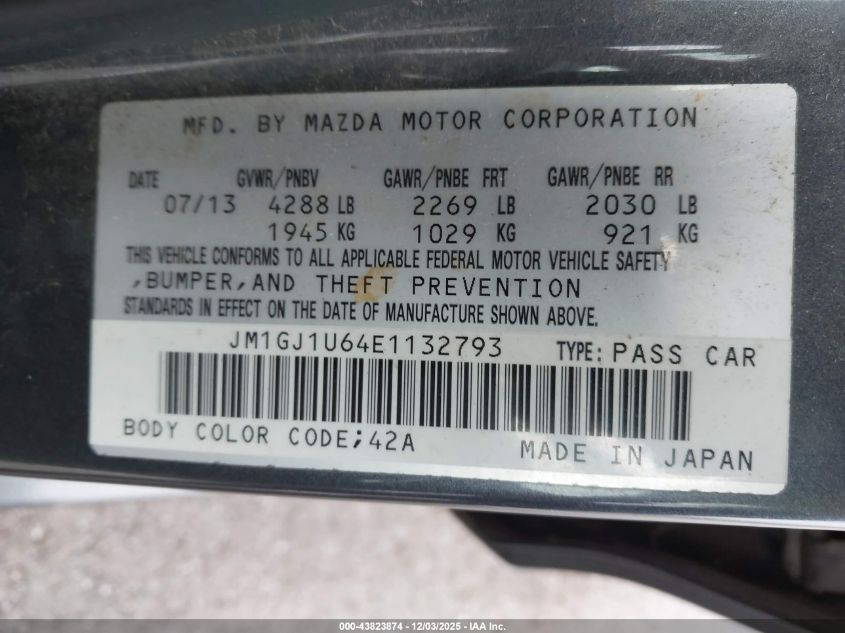 MFD. BY MAZDA MOTOR CORPORATION
DATE GVWR/PNBV GAWR/PNBE FRT GAWR/PNBE RR
07/13 4288 LB 2269 LB 2030 LB
1945 KG 1029 KG 921 KG
THIS VEHICLE CONFORMS TO ALL APPLICABLE FEDERAL MOTOR VEHICLE SAFETY
,BUMPER,AND THEFT PREVENTION
STANDARDS IN EFFECT ON THE DATE OF MANUFACTURE SHOWN ABOVE.
JM1GJ1U64E1132793 TYPE: PASS CAR
BODY COLOR CODE;42A MADE IN JAPAN
000-43823874 - 12/03/2025 - IAA Inc.